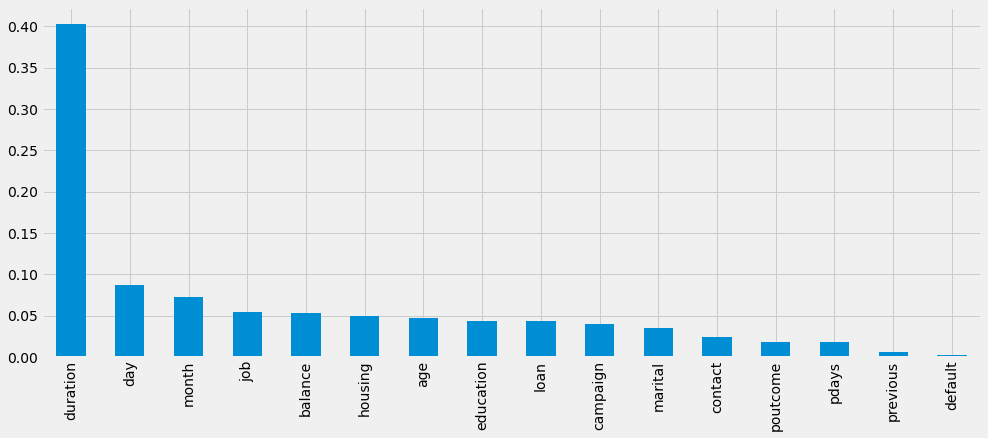 0.40
0.35
0.30
0.25
0.20
0.15
0.10
0.05
0.00
duration
day
month
job
balance
housing
age
education
loan
campaign
marital
contact
poutcome
pdays
previous
default